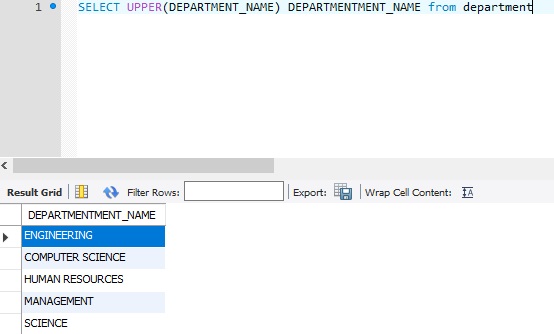 1 SELECT UPPER(DEPARTMENT_NAME) DEPARTMENTMENT_NAME from department
Result Grid Filter Rows: Export: Wrap Cell Content: IA
DEPARTMENTMENT_NAME
ENGINEERING
COMPUTER SCIENCE
HUMAN RESOURCES
MANAGEMENT
SCIENCE